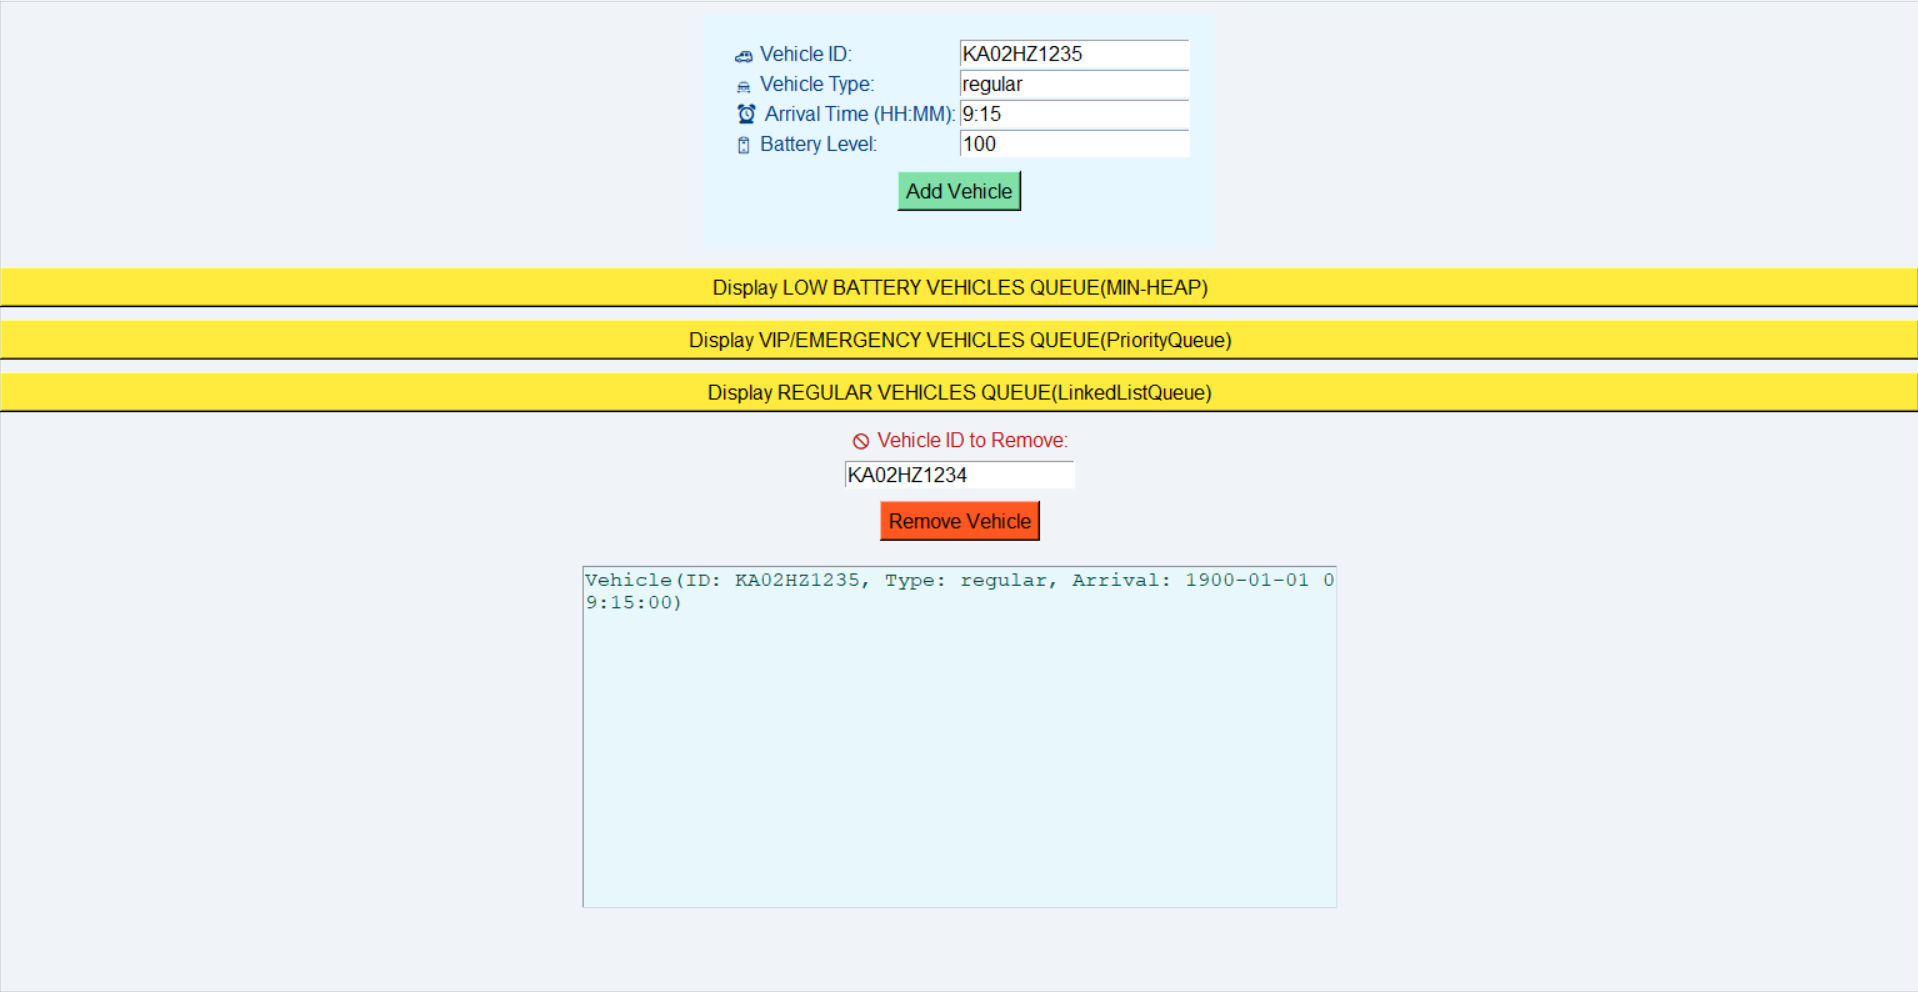 Vehicle ID: KA02HZ1235
Vehicle Type: regular
Arrival Time (HH:MM): 9:15
Battery Level: 100
Add Vehicle
Display LOW BATTERY VEHICLES QUEUE(MIN-HEAP)
Display VIP/EMERGENCY VEHICLES QUEUE(PriorityQueue)
Display REGULAR VEHICLES QUEUE(LinkedListQueue)
Vehicle ID to Remove:
KA02HZ1234
Remove Vehicle
Vehicle(ID: KA02HZ1235, Type: regular, Arrival: 1900-01-01 0
9:15:00)